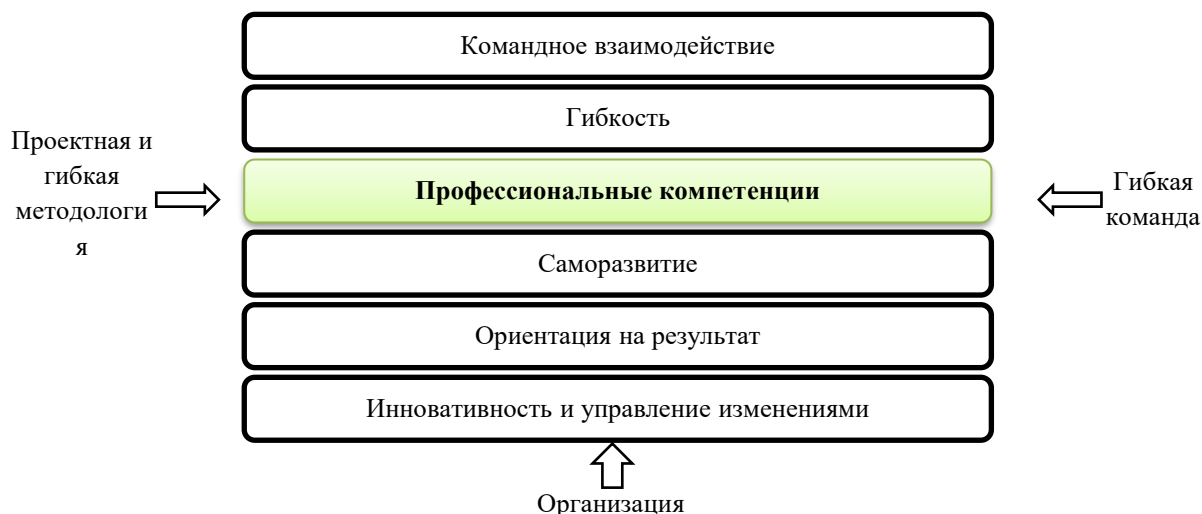 Командное взаимодействие
Гибкость
Проектная и
гибкая
методологи
я
Профессиональные компетенции
Гибкая
команда
Саморазвитие
Ориентация на результат
Инновативность и управление изменениями
Организация